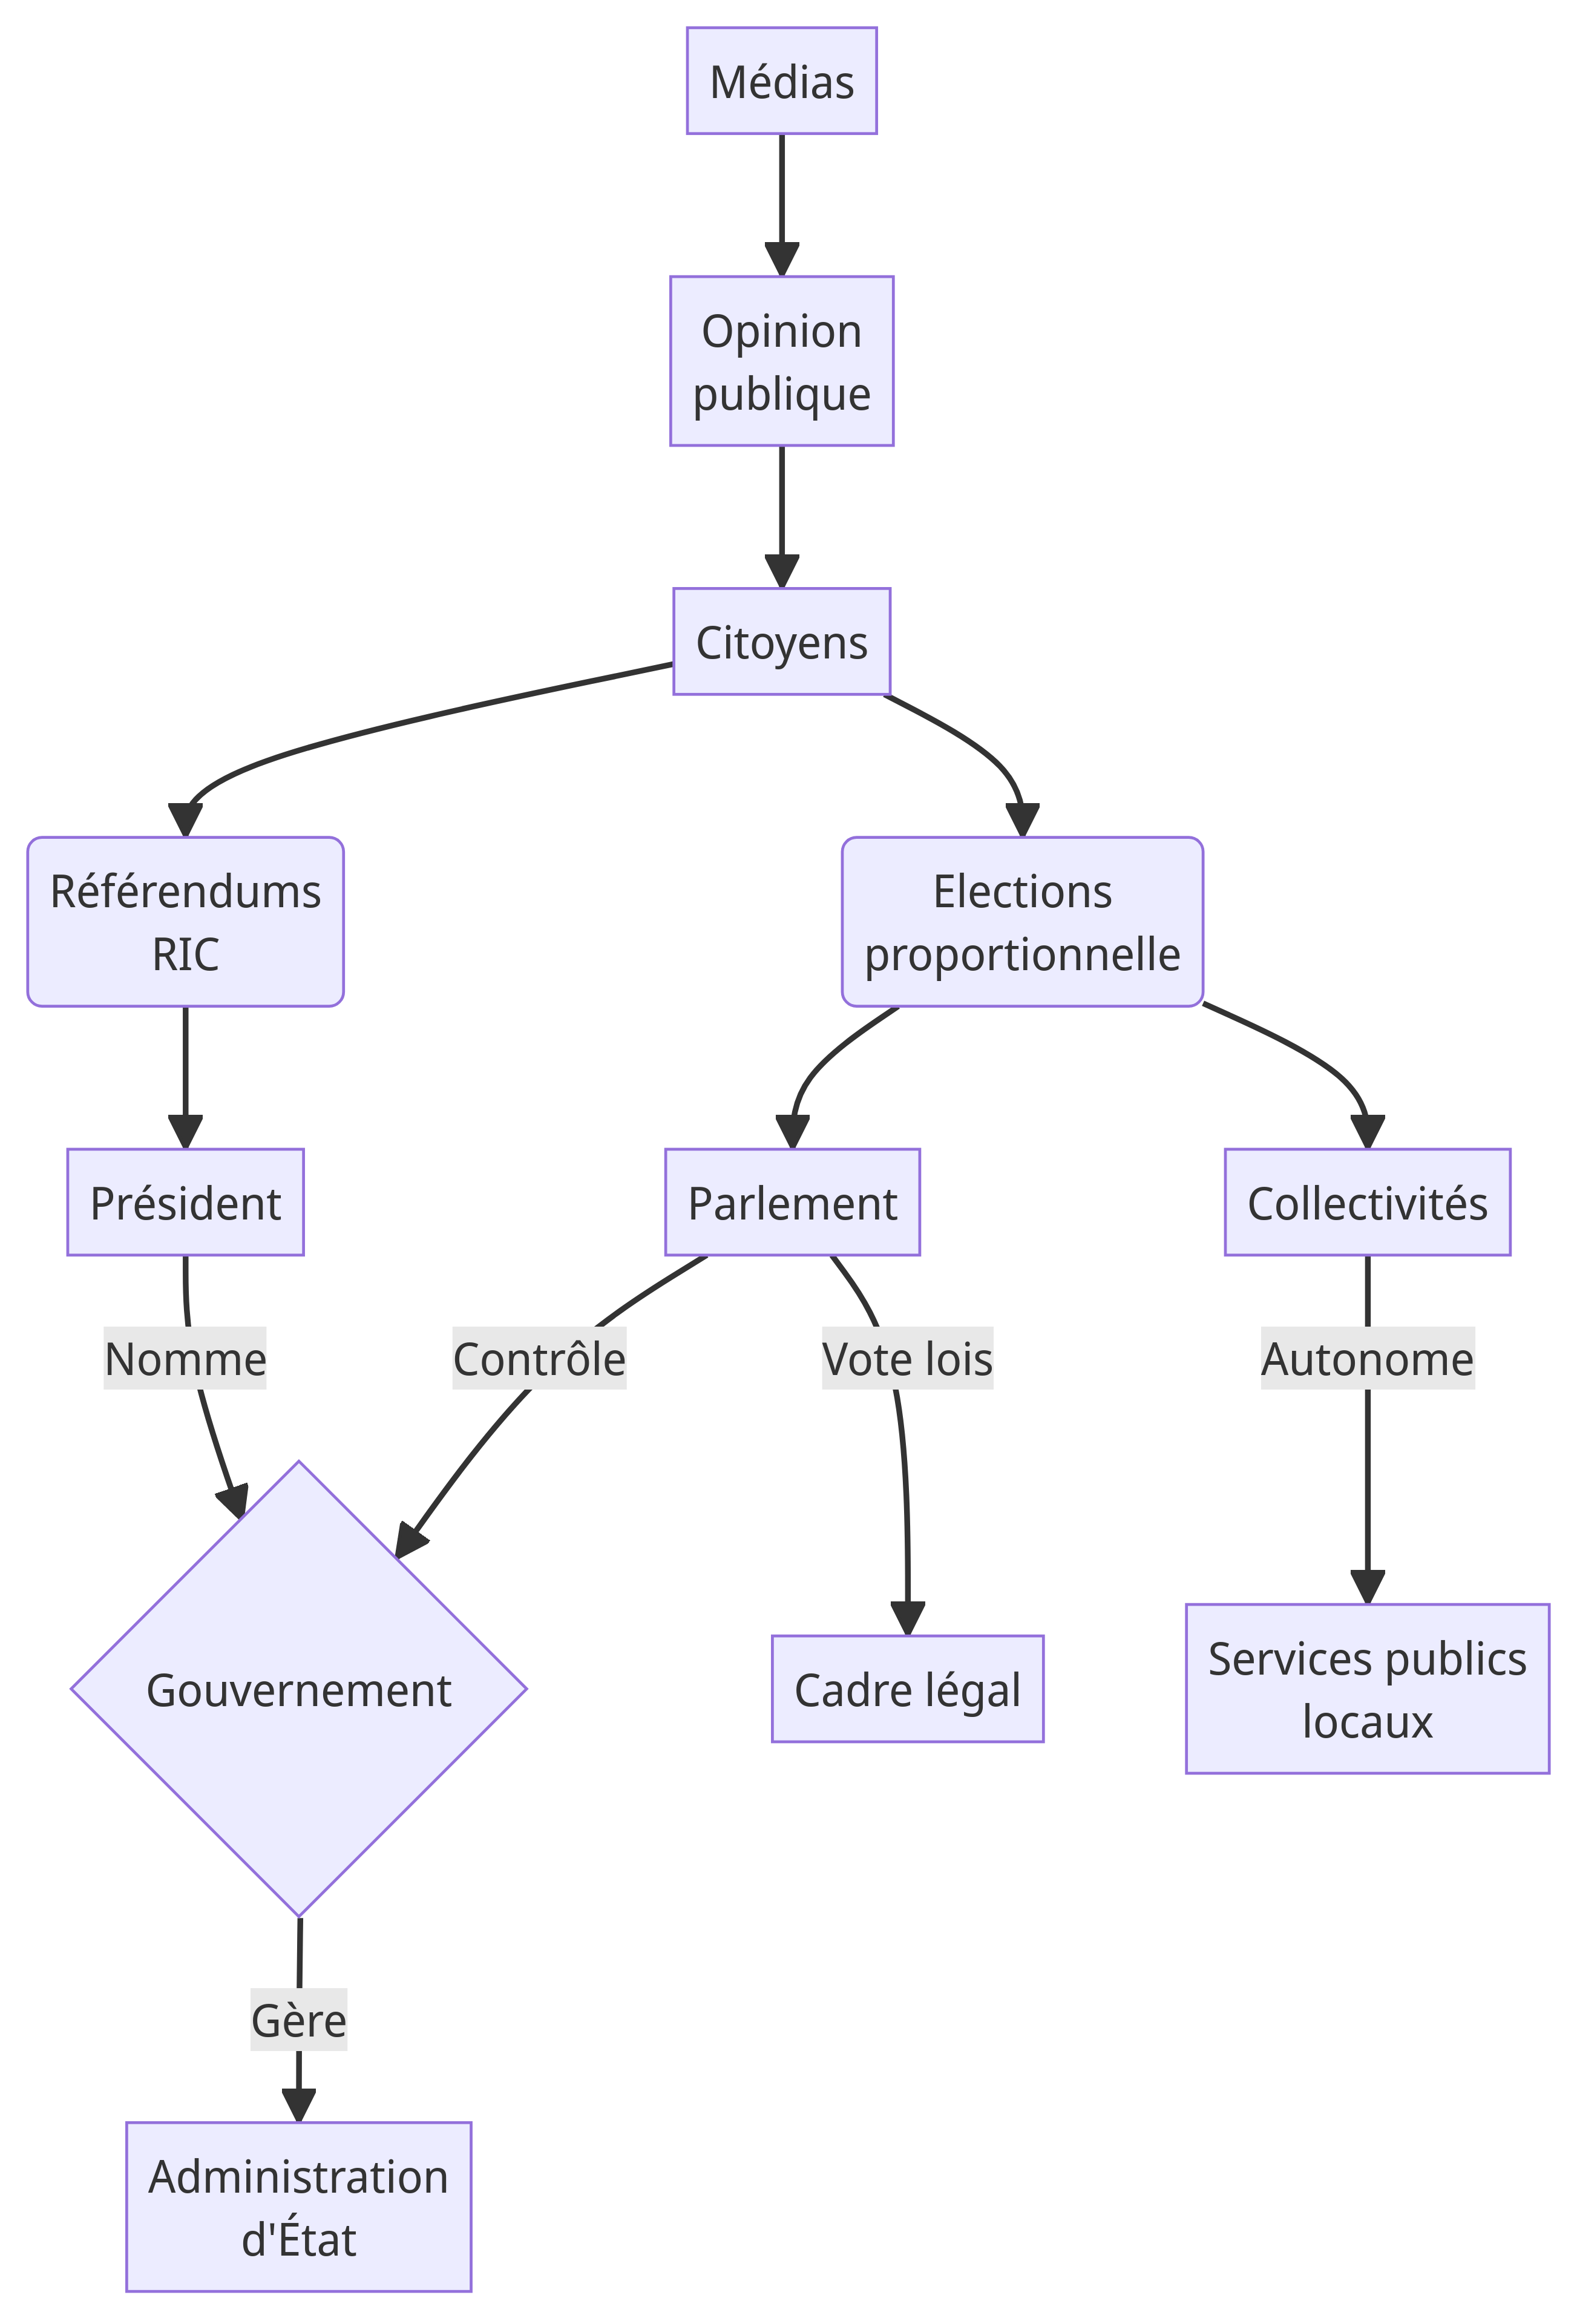 Médias
Opinion
publique
Citoyens
Référendums
RIC
Elections
proportionnelle
Président
Parlement
Collectivités
Nomme
Contrôle
Vote lois
Autonome
Gouvernement
Cadre légal
Services publics
locaux
Gère
Administration
d'État